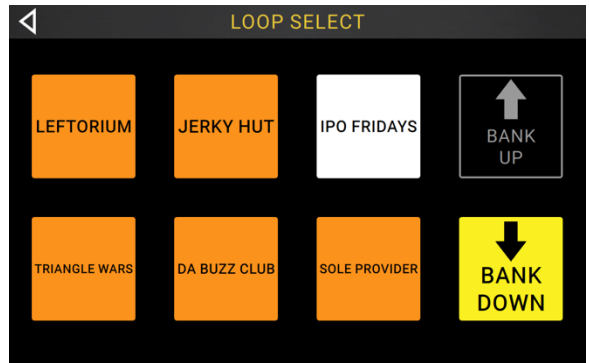 LOOP SELECT
LEFTORIUM
JERKY HUT
IPO FRIDAYS
BANK
UP
TRIANGLE WARS
DA BUZZ CLUB
SOLE PROVIDER
BANK
DOWN